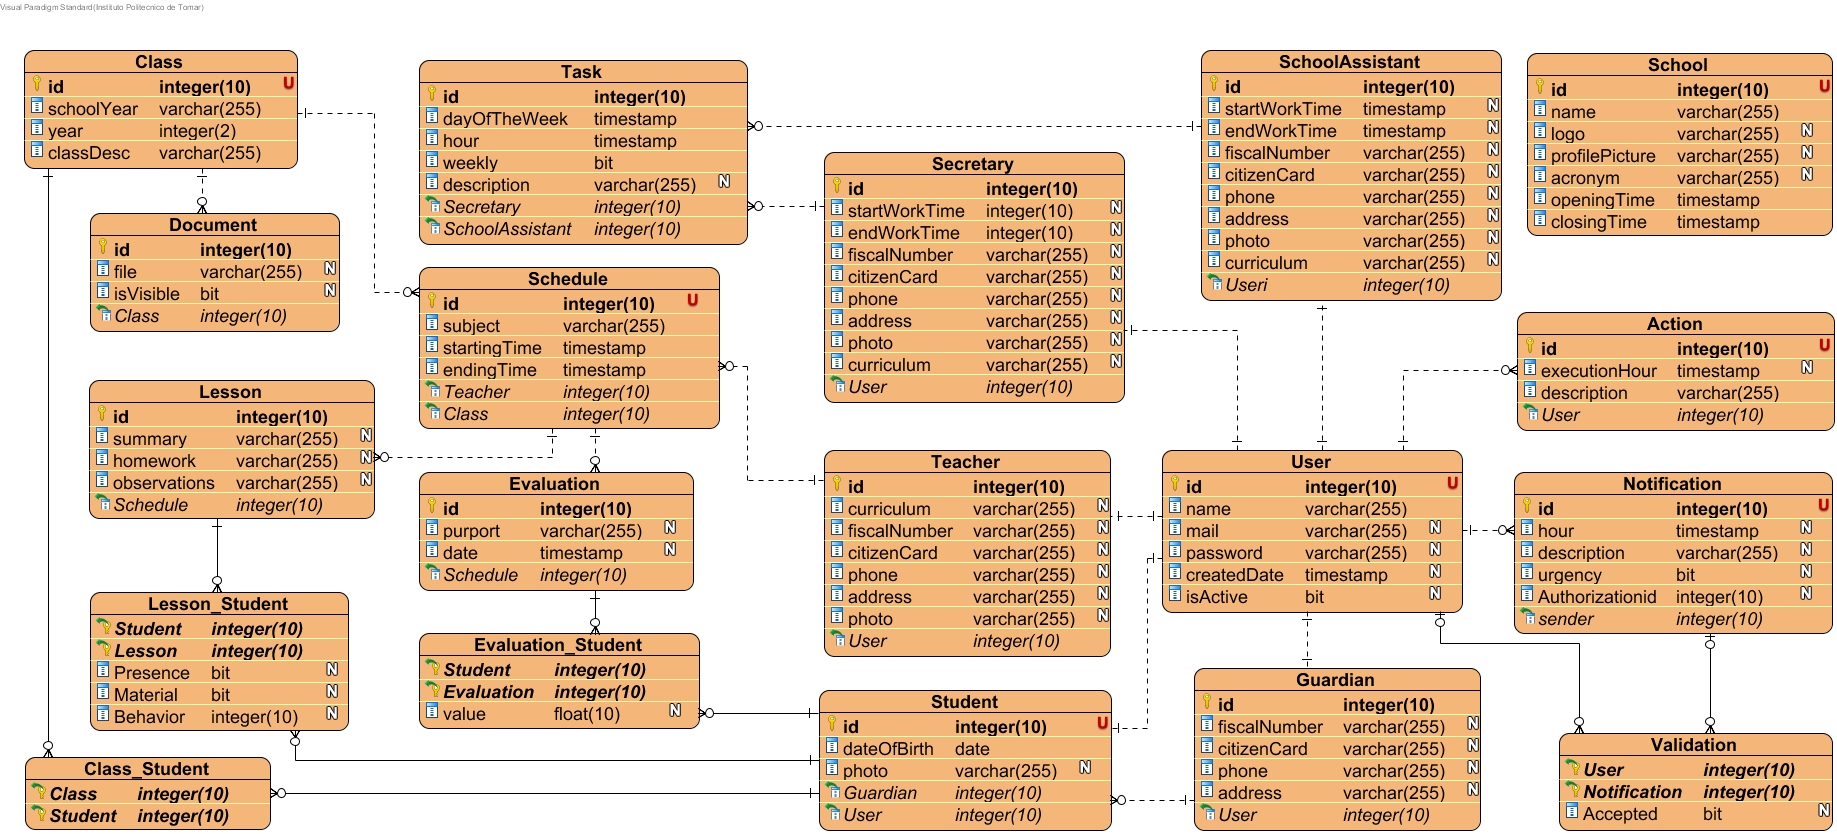 Visual Paradigm Standard(Instituto Politecnico de Tomar)
Class
id integer(10) U
schoolYear varchar(255)
year integer(2)
classDesc varchar(255)
Document
id integer(10)
file varchar(255) N
isVisible bit N
Class integer(10)
Lesson
id integer(10)
summary varchar(255) N
homework varchar(255) N
observations varchar(255) N
Schedule integer(10)
Lesson_Student
Student integer(10)
Lesson integer(10)
Presence bit N
Material bit N
Behavior integer(10) N
Class_Student
Class integer(10)
Student integer(10)
Task
id integer(10)
dayOfTheWeek timestamp
hour timestamp
weekly bit
description varchar(255) N
Secretary integer(10)
SchoolAssistant integer(10)
Schedule
id integer(10) U
subject varchar(255)
startingTime timestamp
endingTime timestamp
Teacher integer(10)
Class integer(10)
Evaluation
id integer(10)
purport varchar(255) N
date timestamp N
Schedule integer(10)
Evaluation_Student
Student integer(10)
Evaluation integer(10)
value float(10) N
Secretary
id integer(10)
startWorkTime integer(10) N
endWorkTime integer(10) N
fiscalNumber varchar(255) N
citizenCard varchar(255) N
phone varchar(255) N
address varchar(255) N
photo varchar(255) N
curriculum varchar(255) N
User integer(10)
Teacher
id integer(10)
curriculum varchar(255) N
fiscalNumber varchar(255) N
citizenCard varchar(255) N
phone varchar(255) N
address varchar(255) N
photo varchar(255) N
User integer(10)
Student
id integer(10) U
dateOfBirth date
photo varchar(255) N
Guardian integer(10)
User integer(10)
SchoolAssistant
id integer(10)
startWorkTime timestamp N
endWorkTime timestamp N
fiscalNumber varchar(255) N
citizenCard varchar(255) N
phone varchar(255) N
address varchar(255) N
photo varchar(255) N
curriculum varchar(255) N
Useri integer(10)
User
id integer(10) U
name varchar(255)
mail varchar(255) N
password varchar(255) N
createdDate timestamp N
isActive bit N
Guardian
id integer(10)
fiscalNumber varchar(255) N
citizenCard varchar(255) N
phone varchar(255) N
address varchar(255) N
User integer(10)
School
id integer(10) U
name varchar(255)
logo varchar(255) N
profilePicture varchar(255) N
acronym varchar(255) N
openingTime timestamp
closingTime timestamp
Action
id integer(10) U
executionHour timestamp N
description varchar(255)
User integer(10)
Notification
id integer(10) U
hour timestamp N
description varchar(255) N
urgency bit N
Authorizationid integer(10) N
sender integer(10)
Validation
User integer(10)
Notification integer(10)
Accepted bit N